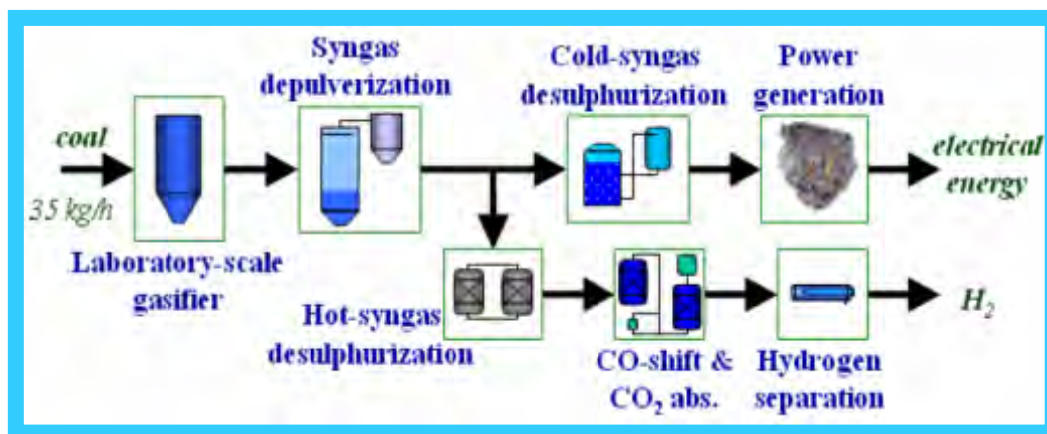 Syngas
depulverization
Cold-syngas
desulphurization
Power
generation
coal
35 kg/h
electrical
energy
Laboratory-scale
gasifier
Hot-syngas
desulphurization
CO-shift &
CO₂ abs.
Hydrogen
separation
H₂